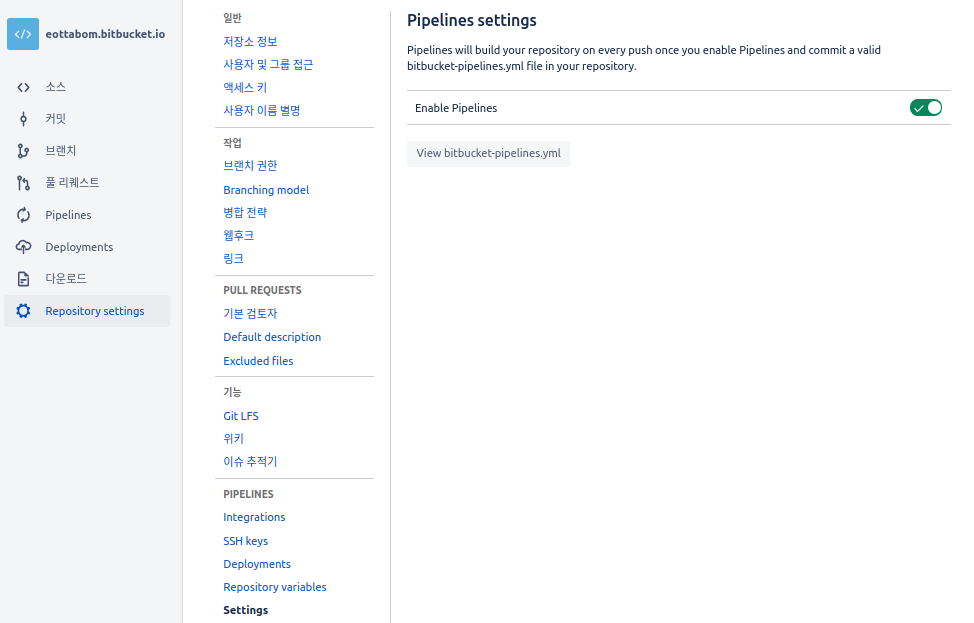 eottabom.bitbucket.io
소스
커밋
브랜치
풀 리퀘스트
Pipelines
Deployments
다운로드
Repository settings
일반
저장소 정보
사용자 및 그룹 접근
액세스 키
사용자 이름 별명
작업
브랜치 권한
Branching model
병합 전략
웹후크
링크
PULL REQUESTS
기본 검토자
Default description
Excluded files
기능
Git LFS
위키
이슈 추적기
PIPELINES
Integrations
SSH keys
Deployments
Repository variables
Settings
Pipelines settings
Pipelines will build your repository on every push once you enable Pipelines and commit a valid
bitbucket-pipelines.yml file in your repository.
Enable Pipelines
View bitbucket-pipelines.yml